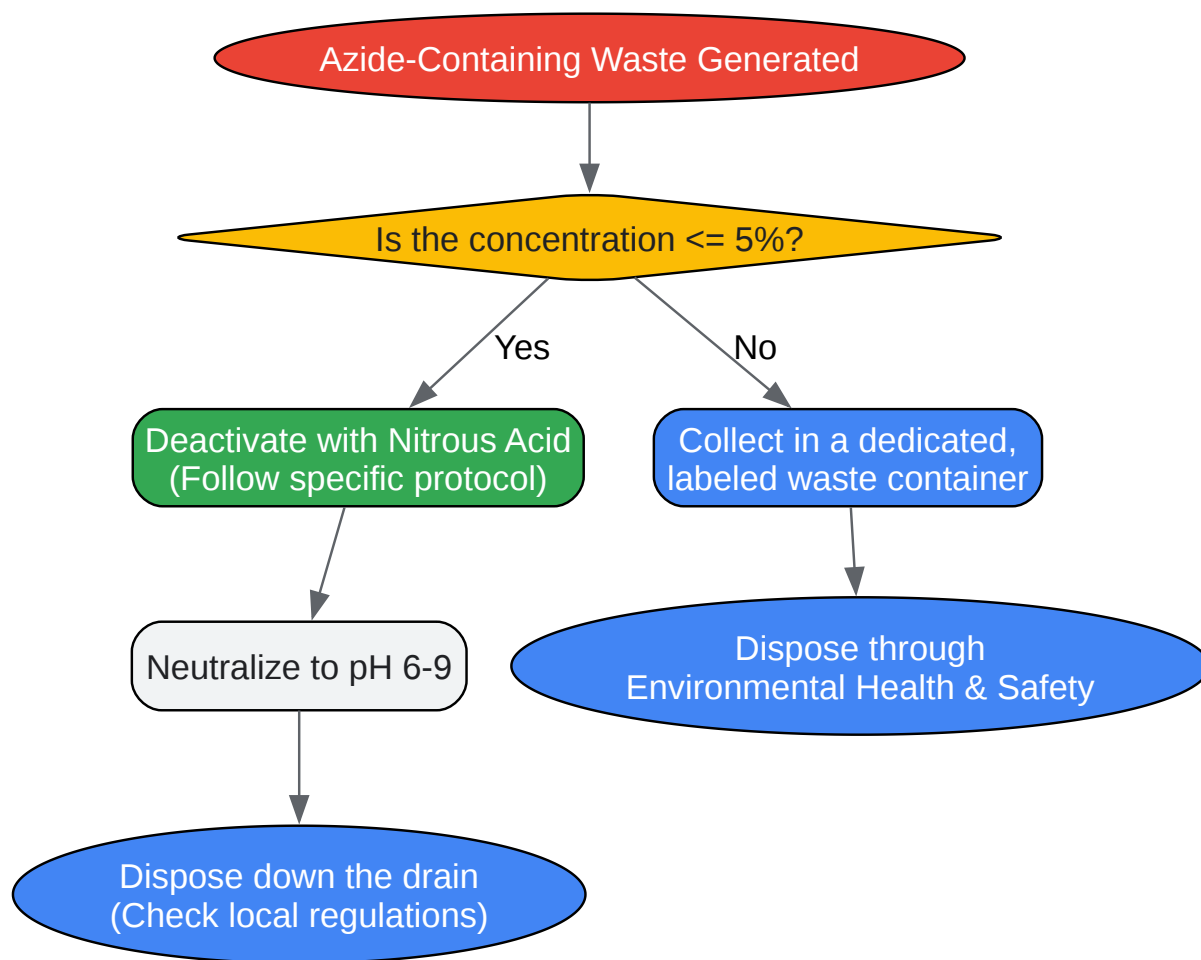 Azide-Containing Waste Generated
Is the concentration <= 5%?
Yes
No
Deactivate with Nitrous Acid
(Follow specific protocol)
Collect in a dedicated,
labeled waste container
Neutralize to pH 6-9
Dispose through
Environmental Health & Safety
Dispose down the drain
(Check local regulations)